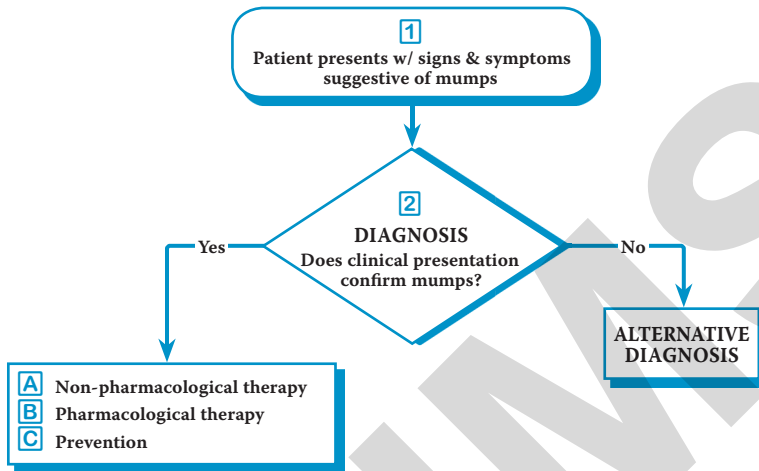 1
Patient presents w/ signs & symptoms
suggestive of mumps
2
DIAGNOSIS
Does clinical presentation
confirm mumps?
Yes
No
ALTERNATIVE
DIAGNOSIS
A Non-pharmacological therapy
B Pharmacological therapy
C Prevention